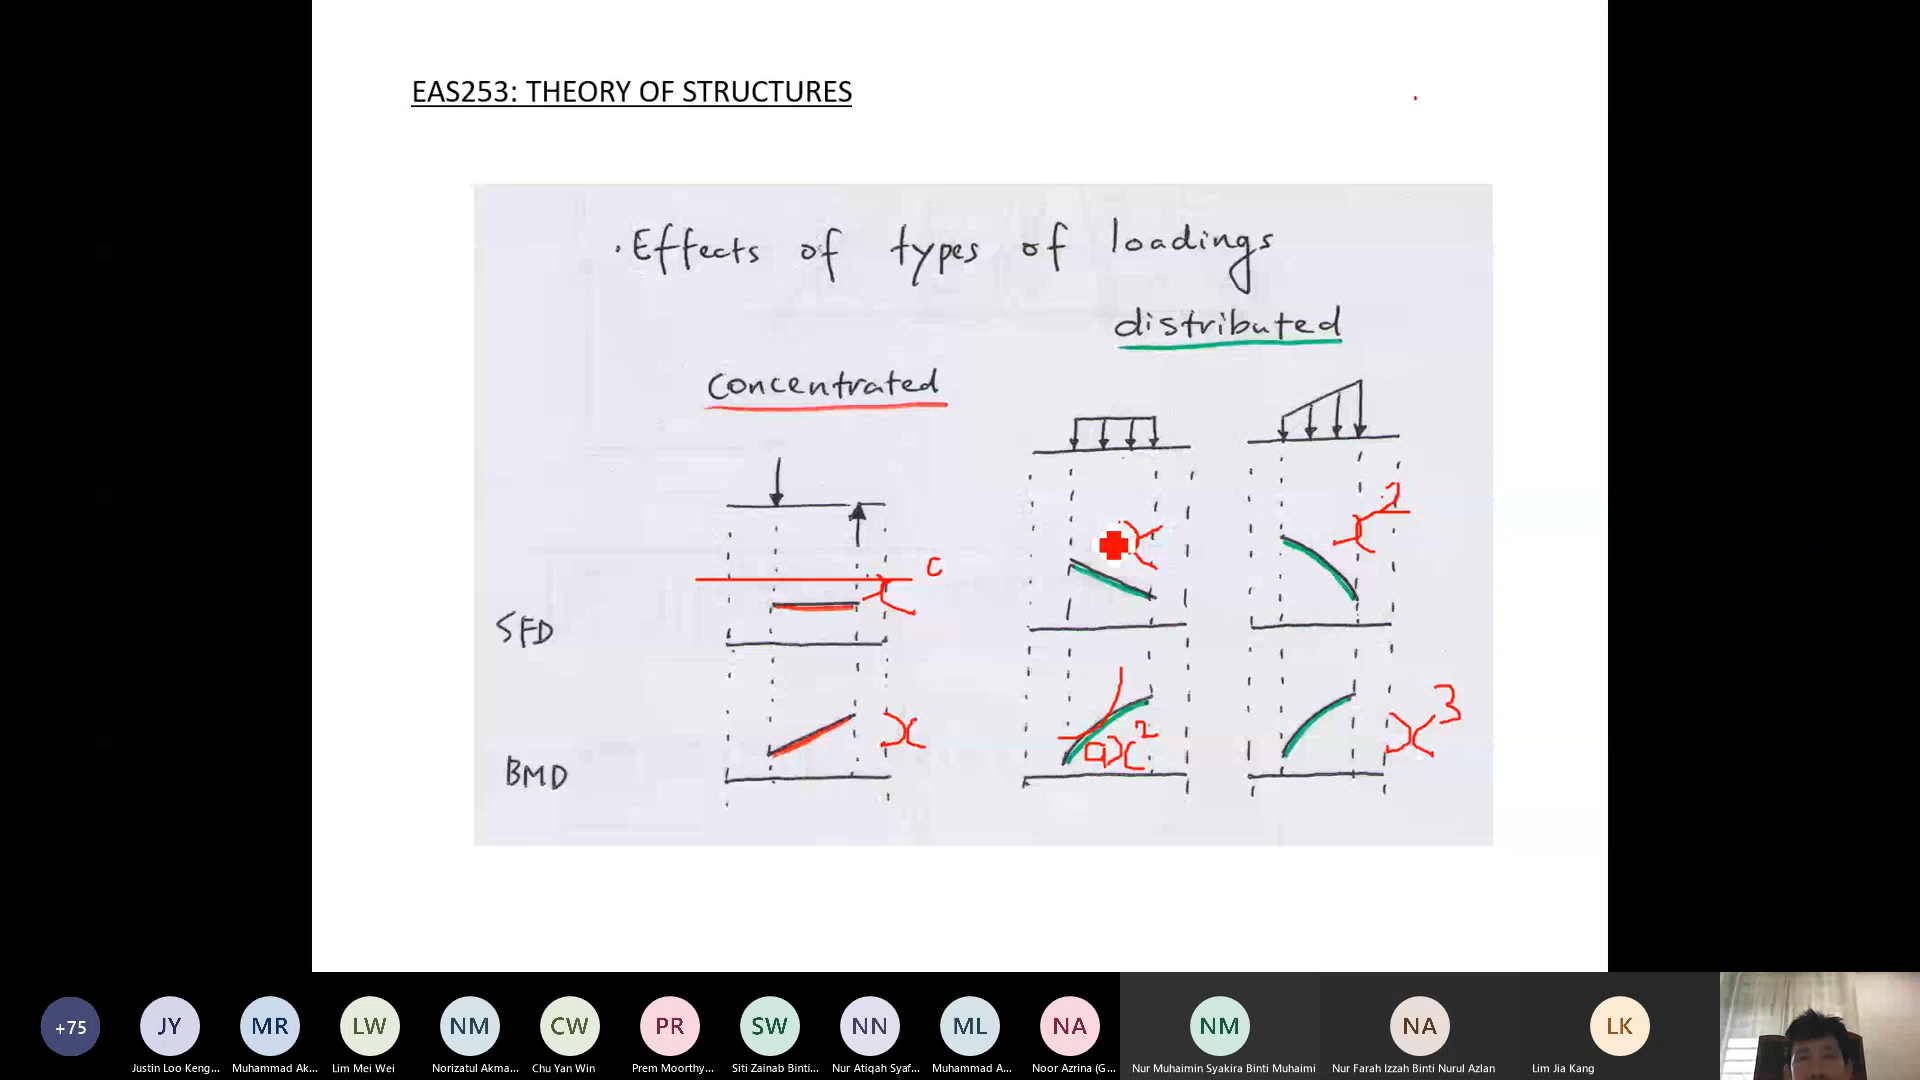 EAS253: THEORY OF STRUCTURES
. Effects of types of loadings
distributed
Concentrated
x²
x
c
x
SFD
x³
x
ax²
BMD
+75
JY
MR
LW
NM
CW
PR
SW
NN
ML
NA
NM
NA
LK
Justin Loo Keng...
Muhammad Ak...
Lim Mei Wei
Norizatul Akma...
Chu Yan Win
Prem Moorthy...
Siti Zainab Binti...
Nur Atiqah Syaf...
Muhammad A...
Noor Azrina (G...
Nur Muhaimin Syakira Binti Muhaimi
Nur Farah Izzah Binti Nurul Azlan
Lim Jia Kang